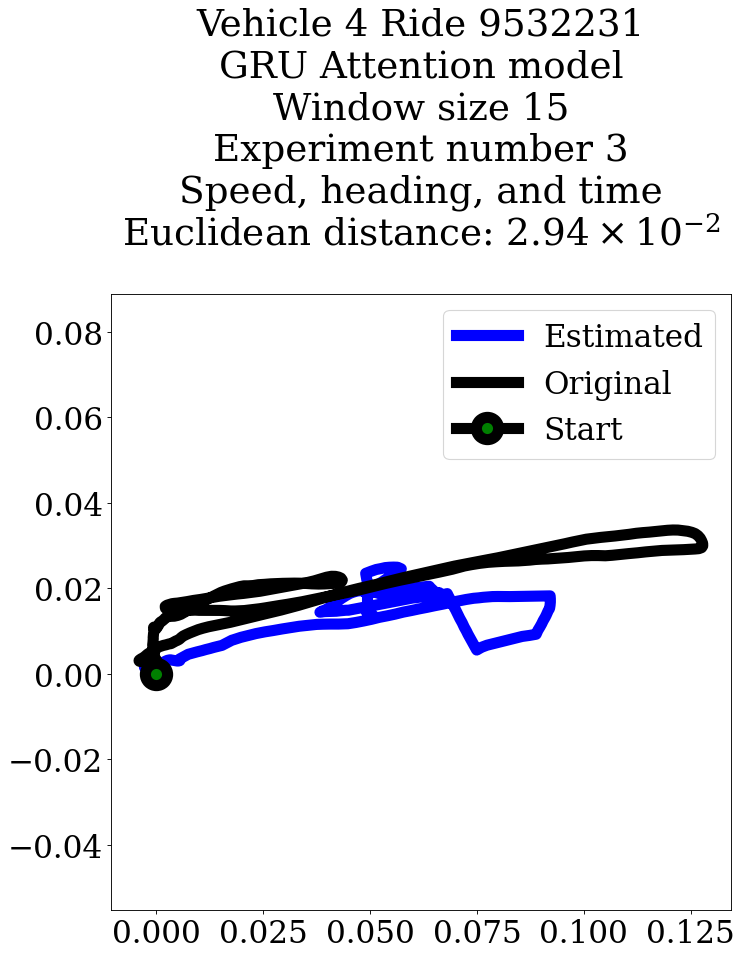 Vehicle 4 Ride 9532231
GRU Attention model
Window size 15
Experiment number 3
Speed, heading, and time
Euclidean distance: 2.94 × 10⁻²
Estimated
Original
Start
0.08
0.06
0.04
0.02
0.00
−0.02
−0.04
0.000 0.025 0.050 0.075 0.100 0.125